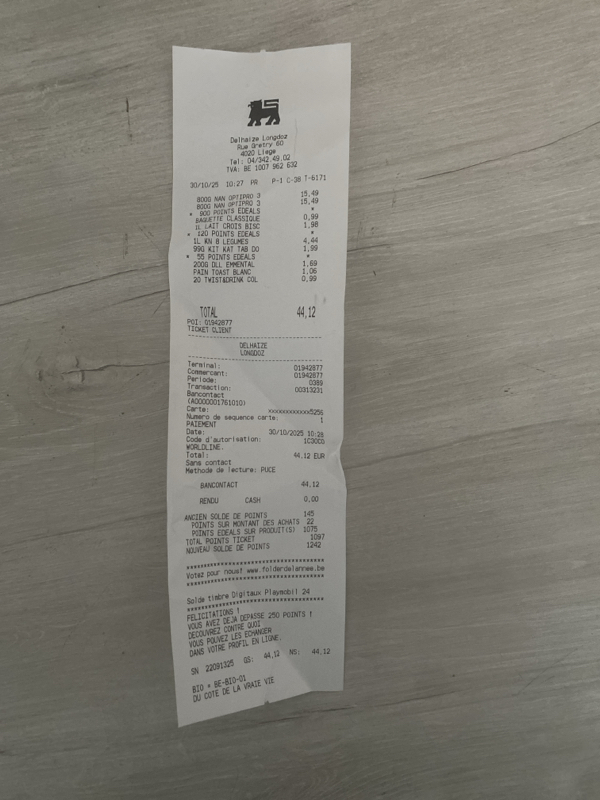 Delhaize Longdoz
Rue Gretry 60
4020 Liege
Tel: 04/342.49.02
TVA: BE 1007 962 632
30/10/25 10:27 PR P-1 C-38 T-6171
800G NAN OPTIPRO 3 15,49
800G NAN OPTIPRO 3 15,49
* 900 POINTS EDEALS *
BAGUETTE CLASSIQUE 0,99
1L LAIT CROIS BISC 1,98
* 120 POINTS EDEALS *
1L KN 8 LEGUMES 4,44
99G KIT KAT TAB DO 1,99
* 55 POINTS EDEALS *
200G DLL EMMENTAL 1,69
PAIN TOAST BLANC 1,06
20 TWIST&DRINK COL 0,99
TOTAL 44,12
POI: 01942877
TICKET CLIENT
DELHAIZE
LONGDOZ
Terminal: 01942877
Commercant: 01942877
Periode: 0389
Transaction: 00313231
Bancontact
(A0000001761010)
Carte: xxxxxxxxxxxxx5256
Numero de sequence carte: 1
PAIEMENT
Date: 30/10/2025 10:28
Code d'autorisation:
WORLDLINE.
Total: 44,12 EUR
Sans contact
Methode de lecture: PUCE
BANCONTACT 44,12
RENDU CASH 0,00
ANCIEN SOLDE DE POINTS 145
POINTS SUR MONTANT DES ACHATS 22
POINTS EDEALS SUR PRODUIT(S) 1075
TOTAL POINTS TICKET 1097
NOUVEAU SOLDE DE POINTS 1242
Votez pour nous! www.folderdelannee.be
Solde timbre Digitaux Playmobil 24
FELICITATIONS !
VOUS AVEZ DEJA DEPASSE 250 POINTS !
DECOUVREZ CONTRE QUOI
VOUS POUVEZ LES ECHANGER
DANS VOTRE PROFIL EN LIGNE.
SN 22091325 QS: 44,12 NS: 44,12
BIO * BE-BIO-01
DU COTE DE LA VRAIE VIE